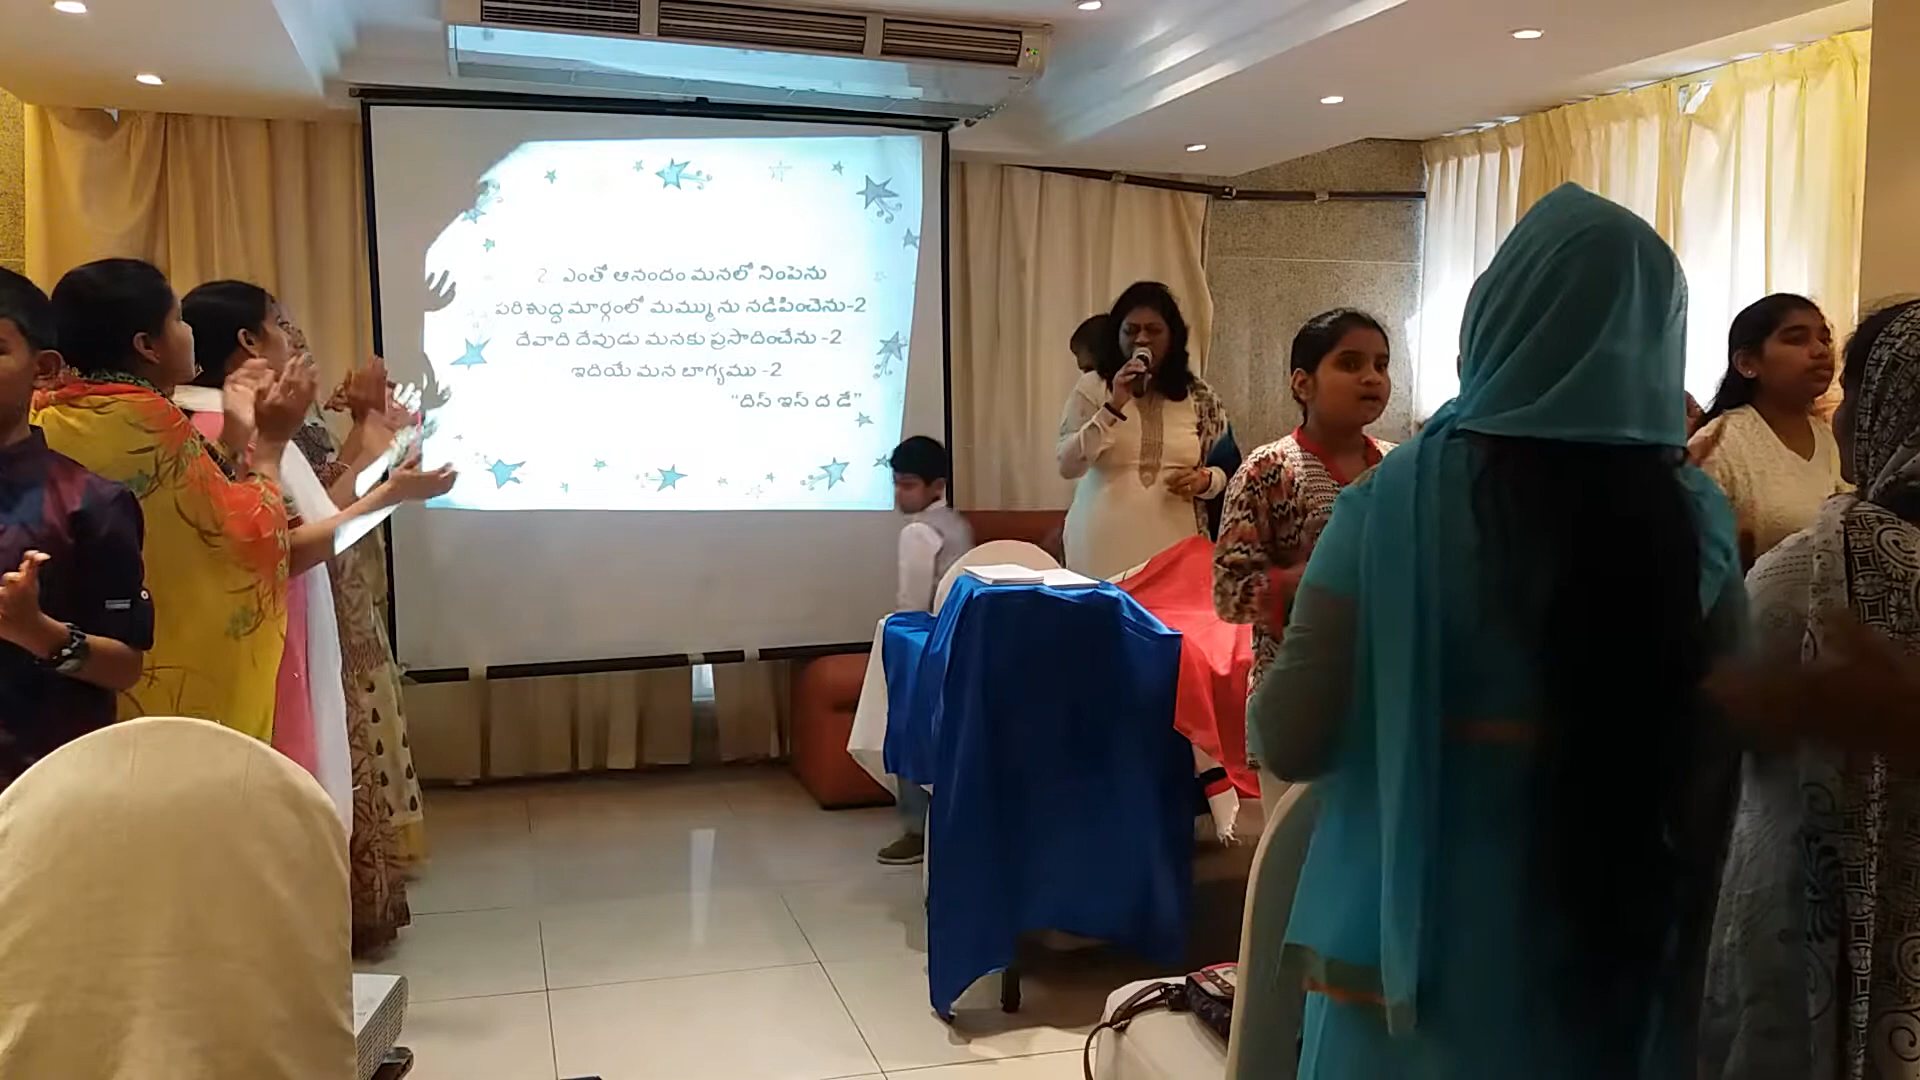 2. ఎంతో ఆనందం మనలో నింపెను
పరిశుద్ధ మార్గంలో మమ్మును నడిపించెను-2
దేవాది దేవుడు మనకు ప్రసాదించేను -2
ఇదియే మన బాగ్యము -2
"దిస్ ఇస్ ద డే"